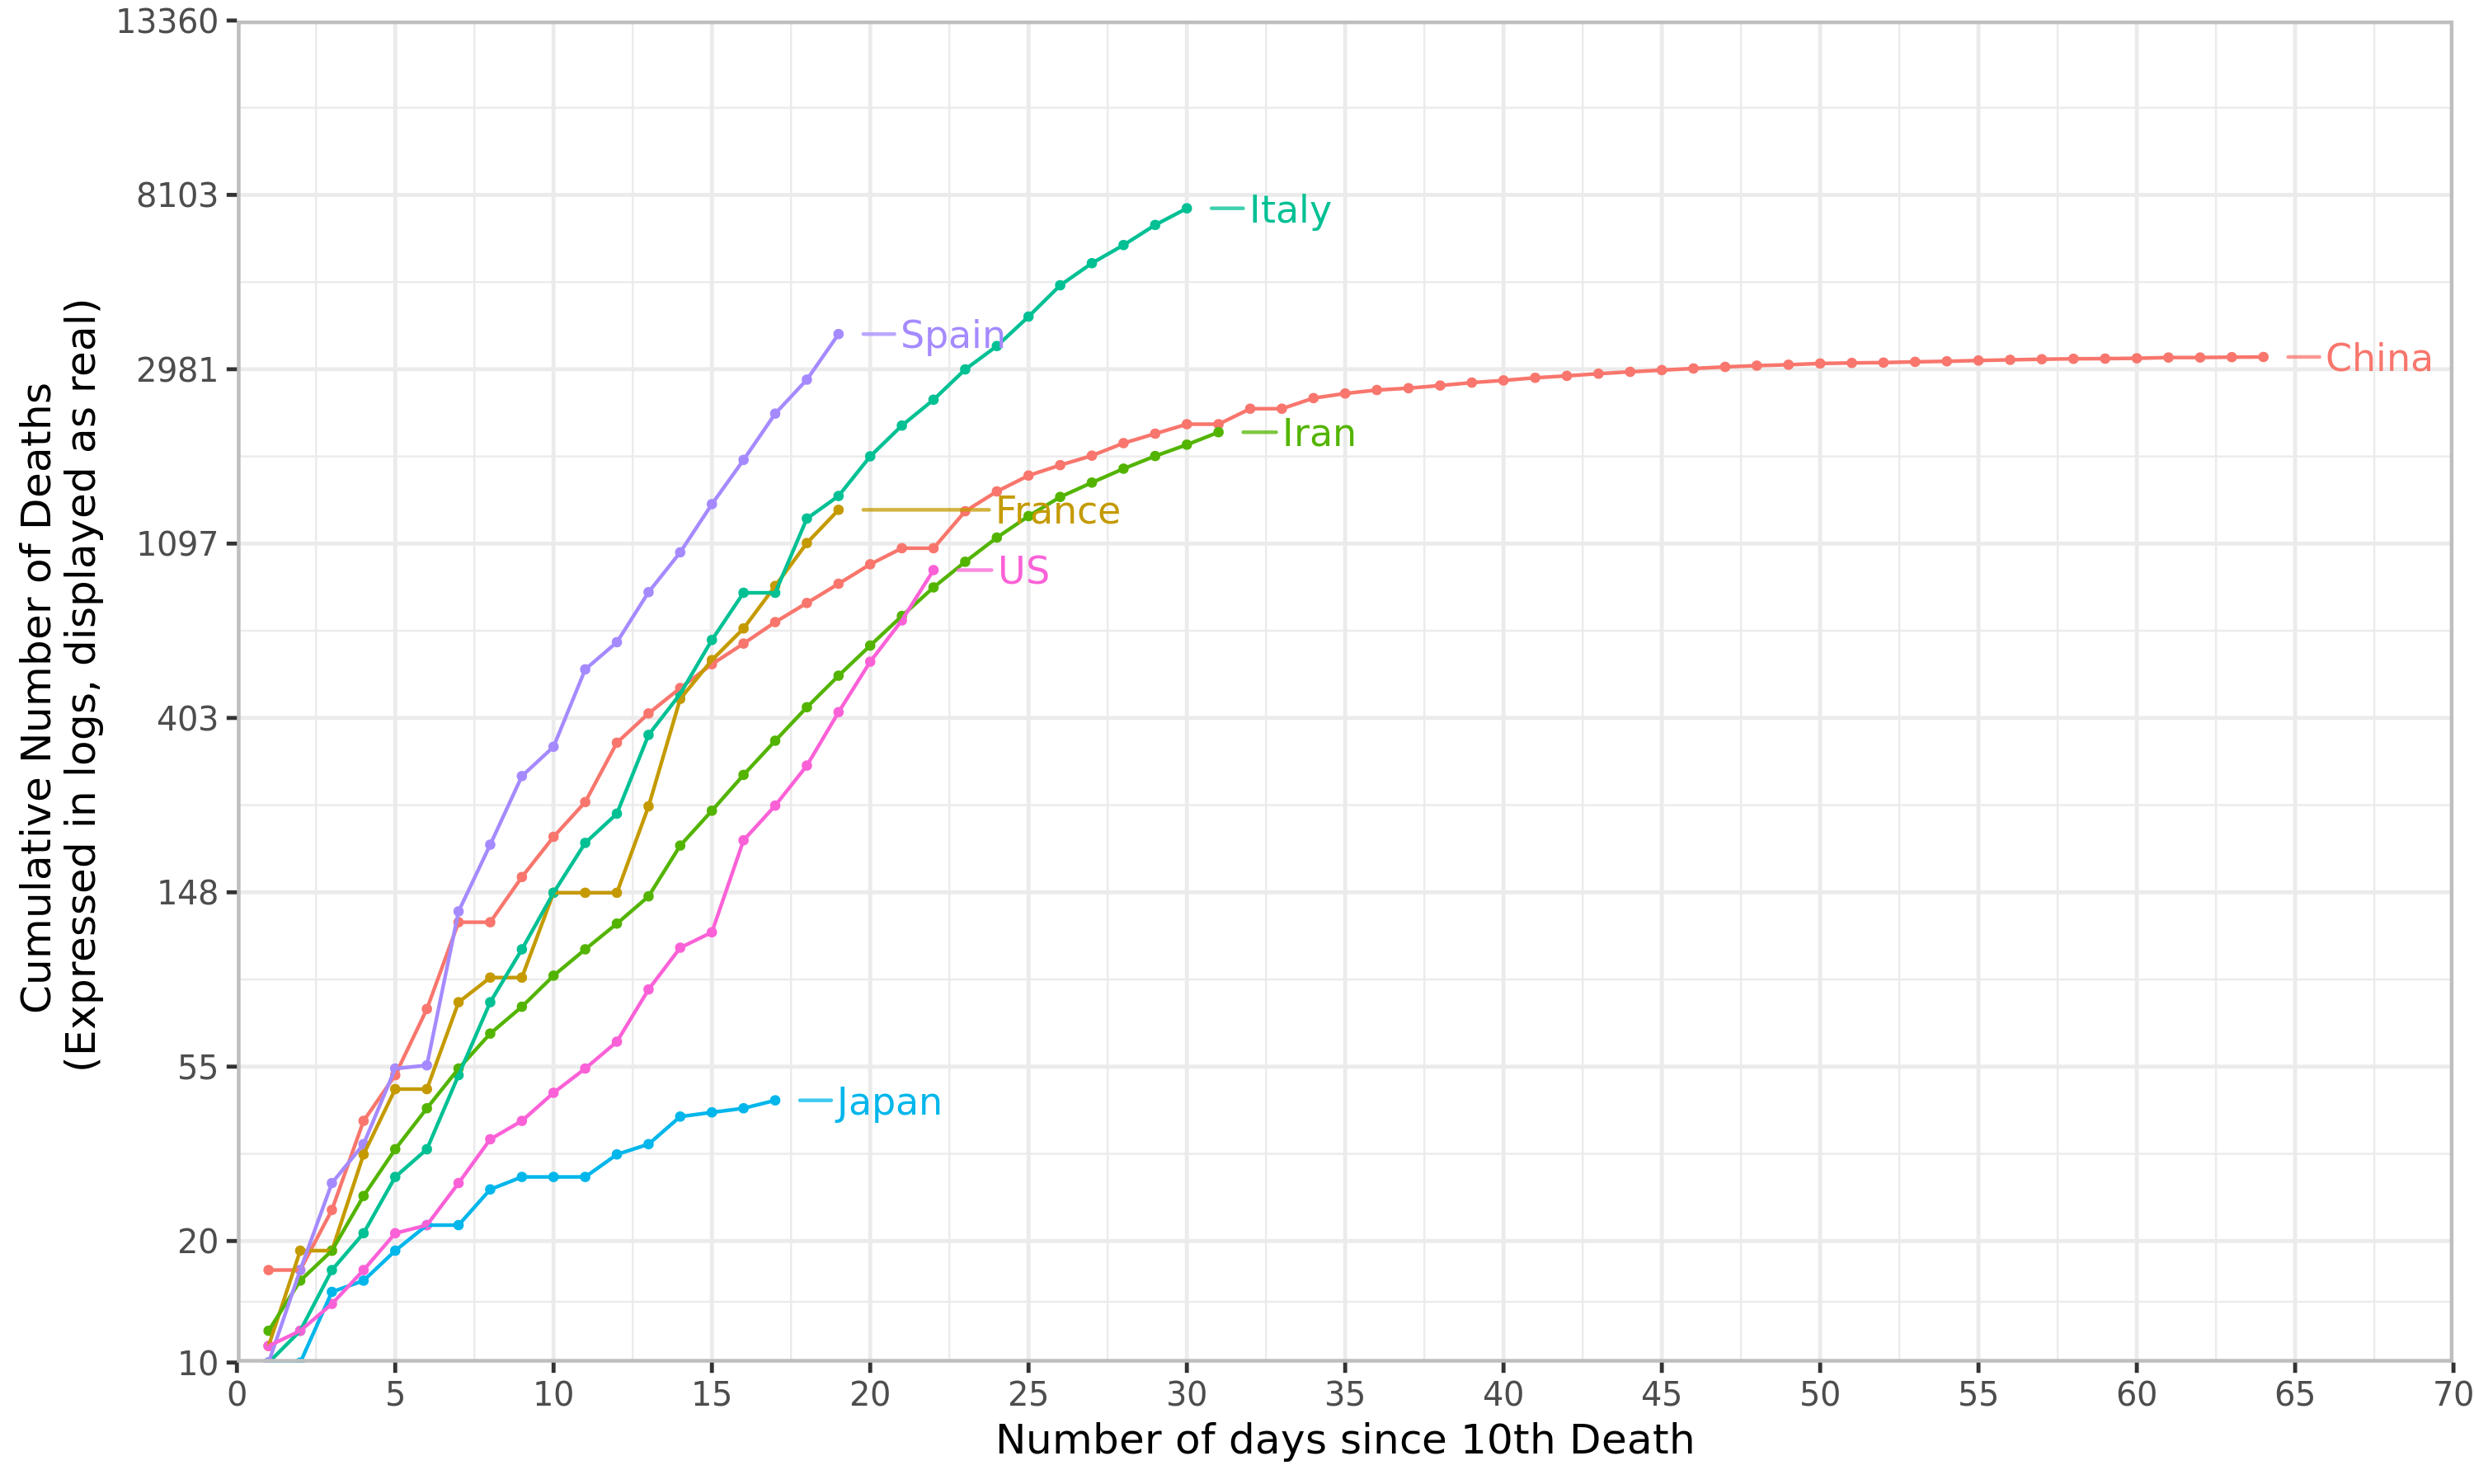 Cumulative Number of Deaths
(Expressed in logs, displayed as real)
13360
8103
2981
1097
403
148
55
20
10
Italy
Spain
China
Iran
France
US
Japan
0 5 10 15 20 25 30 35 40 45 50 55 60 65 70
Number of days since 10th Death